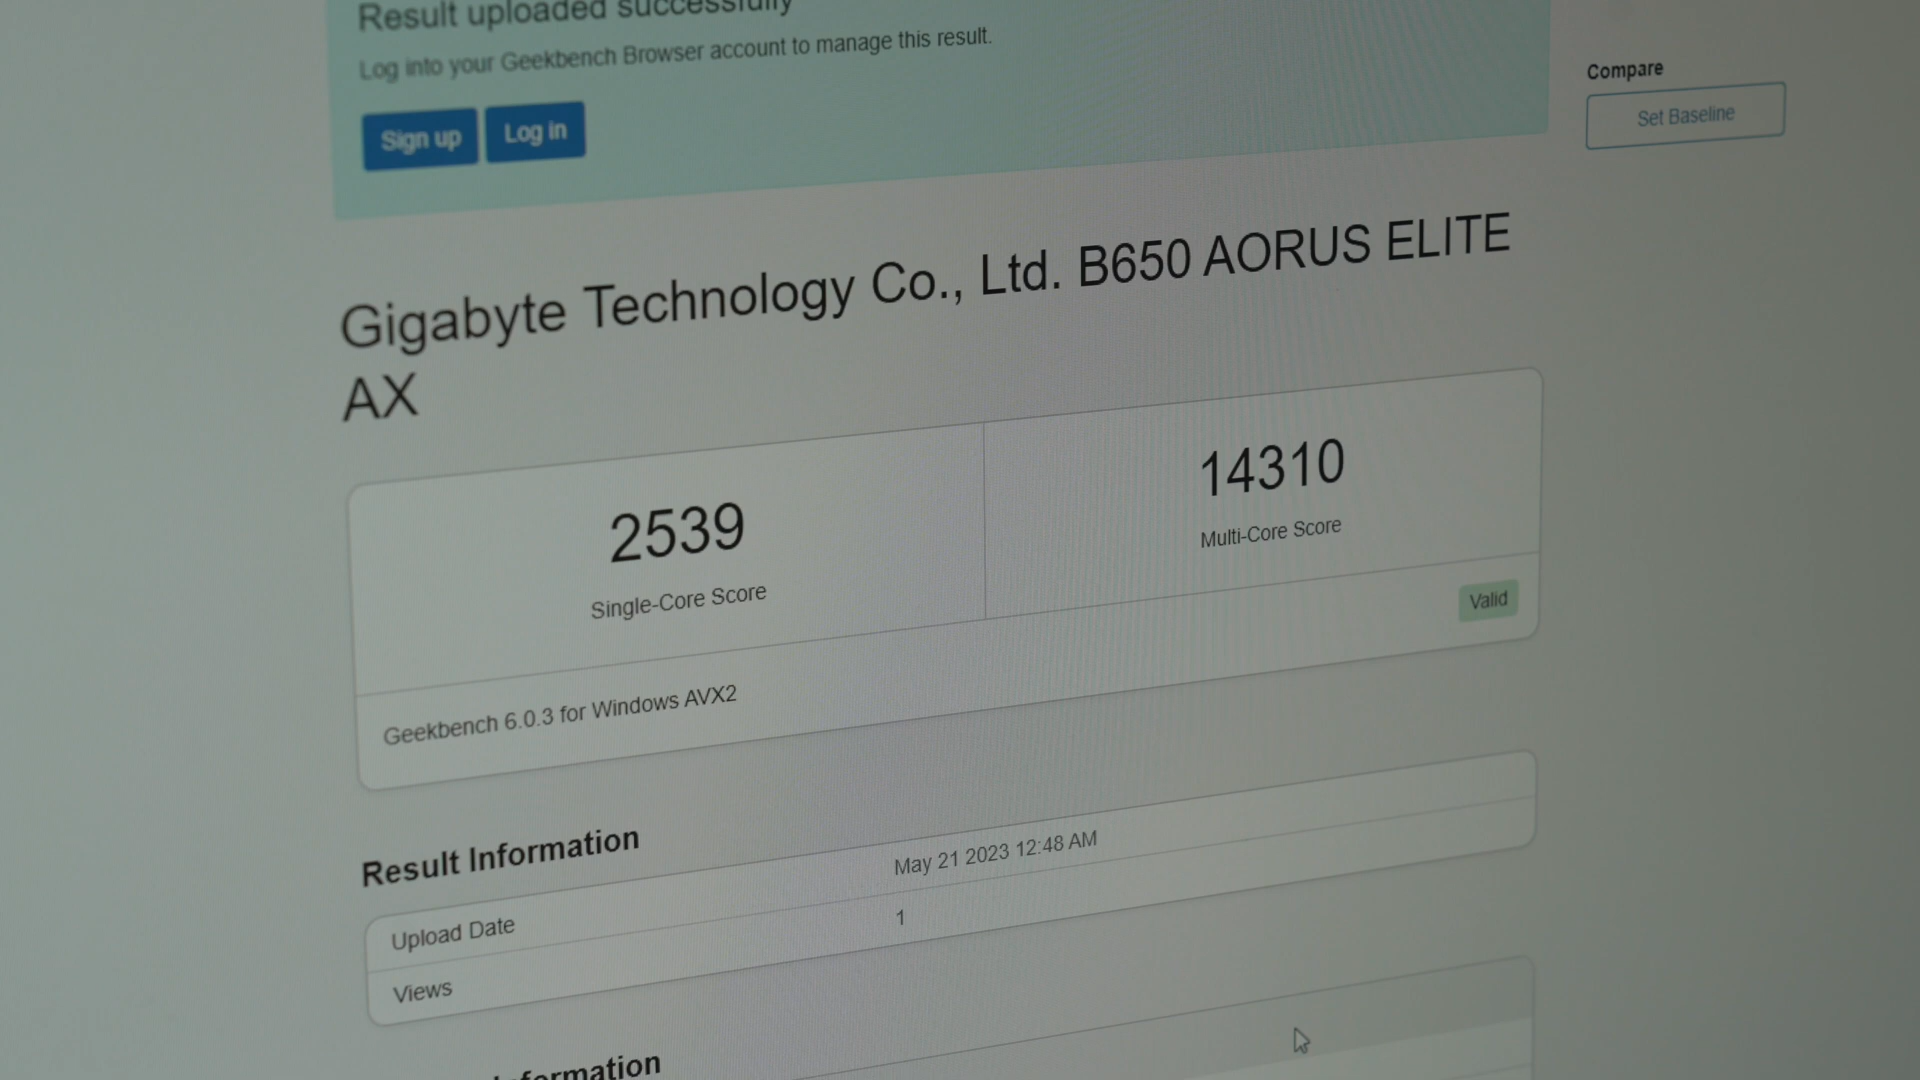 Result uploaded successfully
Log into your Geekbench Browser account to manage this result.
Sign up
Log in
Compare
Set Baseline
Gigabyte Technology Co., Ltd. B650 AORUS ELITE
AX
2539
Single-Core Score
14310
Multi-Core Score
Valid
Geekbench 6.0.3 for Windows AVX2
Result Information
Upload Date
May 21 2023 12:48 AM
Views
1